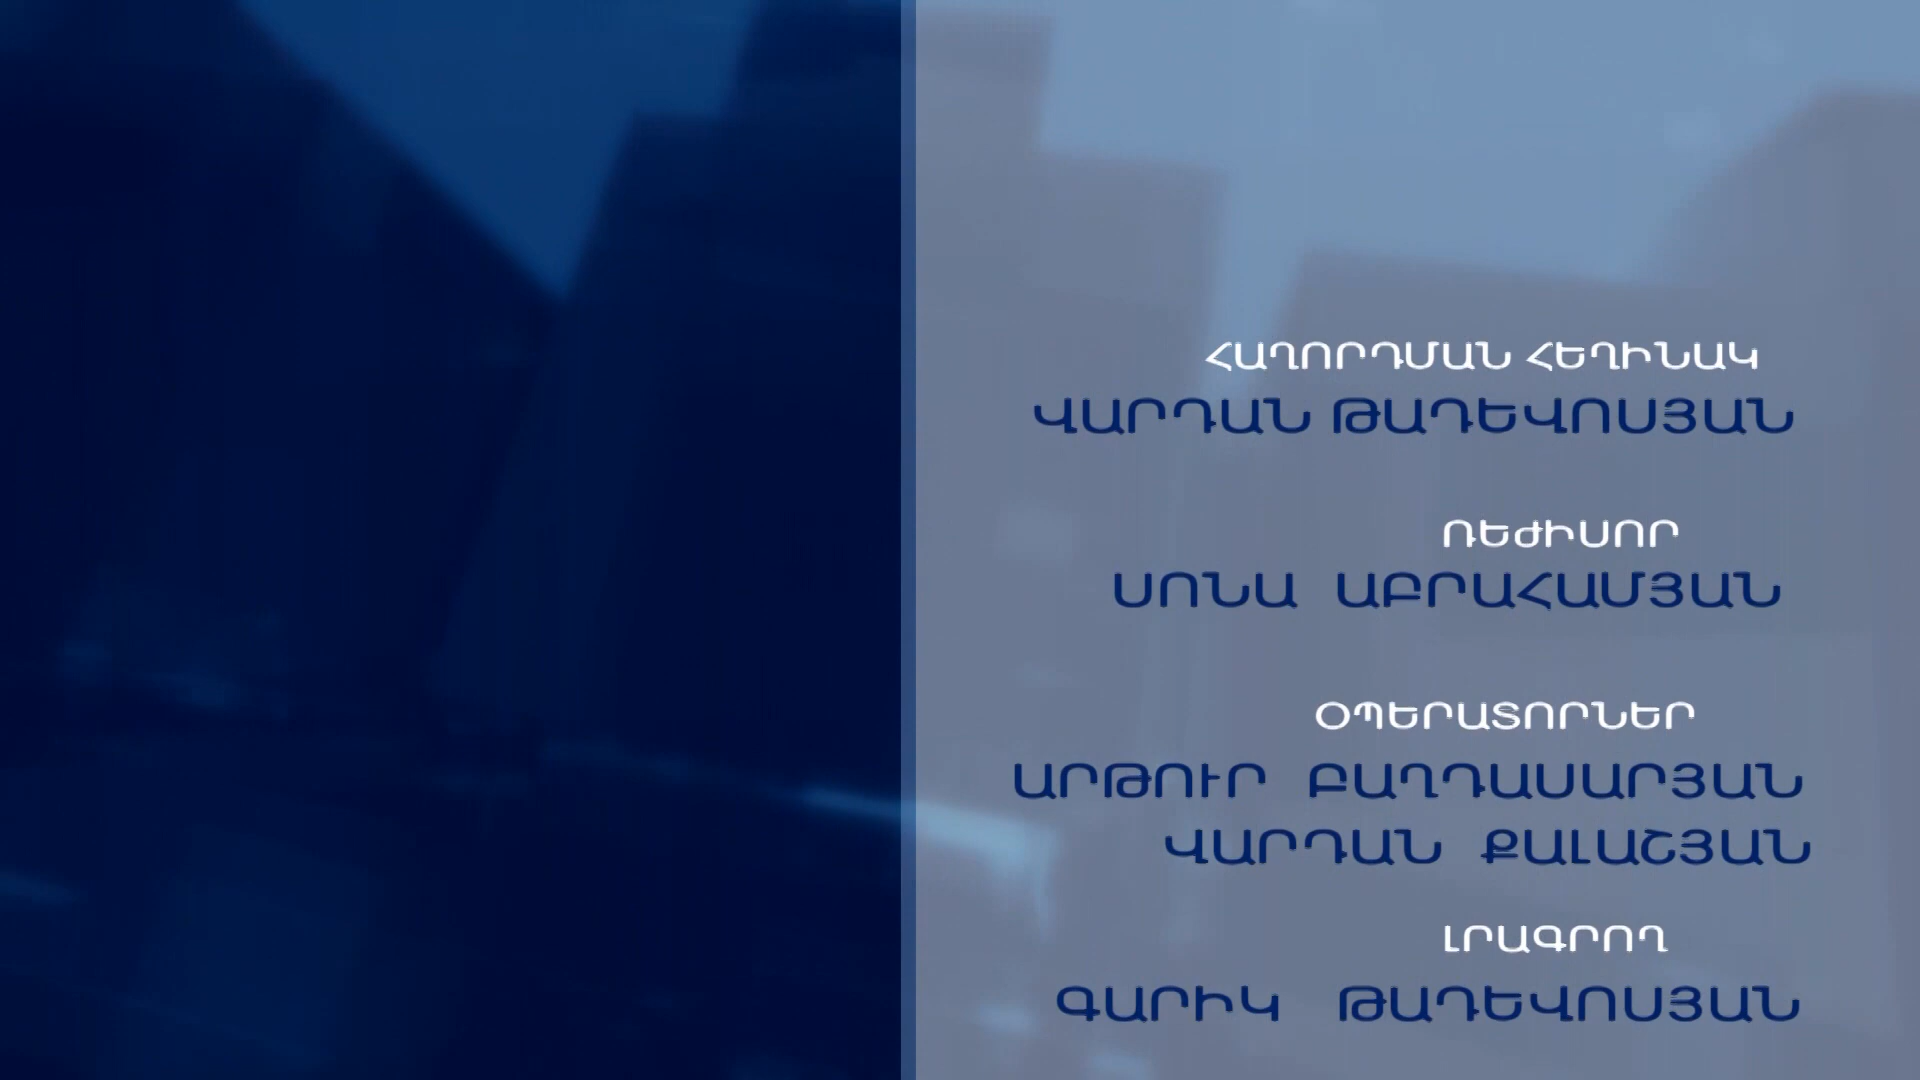 ՀԱՂՈՐԴՄԱՆ ՀԵՂԻՆԱԿ
ՎԱՐԴԱՆ ԹԱԴԵՎՈՍՅԱՆ
ՌԵԺԻՍՈՐ
ՍՈՆԱ ԱԲՐԱՀԱՄՅԱՆ
ՕՊԵՐԱՏՈՐՆԵՐ
ԱՐԹՈՒՐ ԲԱՂԴԱՍԱՐՅԱՆ
ՎԱՐԴԱՆ ՔԱԼԱՇՅԱՆ
ԼՐԱԳՐՈՂ
ԳԱՐԻԿ ԹԱԴԵՎՈՍՅԱՆ